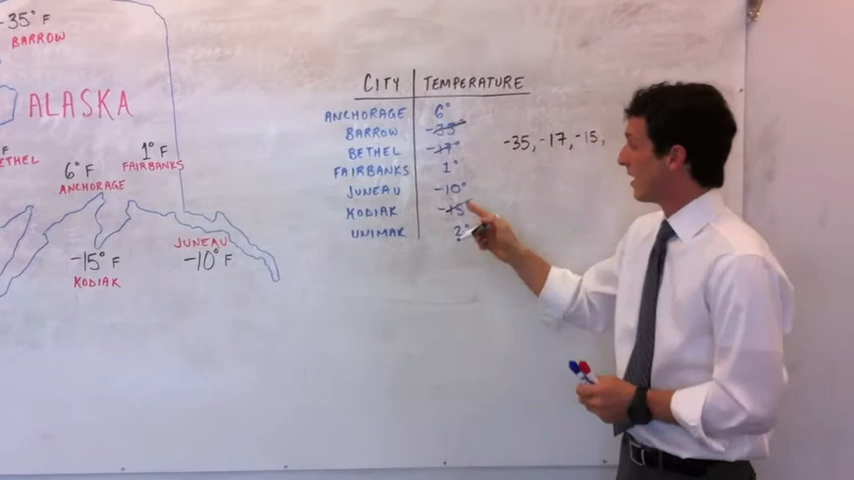 -35° F
BARROW
ALASKA
F
BETHEL
6° F
ANCHORAGE
1° F
FAIRBANKS
-15° F
KODIAK
JUNEAU
-10° F
CITY TEMPERATURE
ANCHORAGE 6°
BARROW -35°
BETHEL -17°
FAIRBANKS 1°
JUNEAU -10°
KODIAK -15°
UNIMAK 2°
-35, -17, -15,